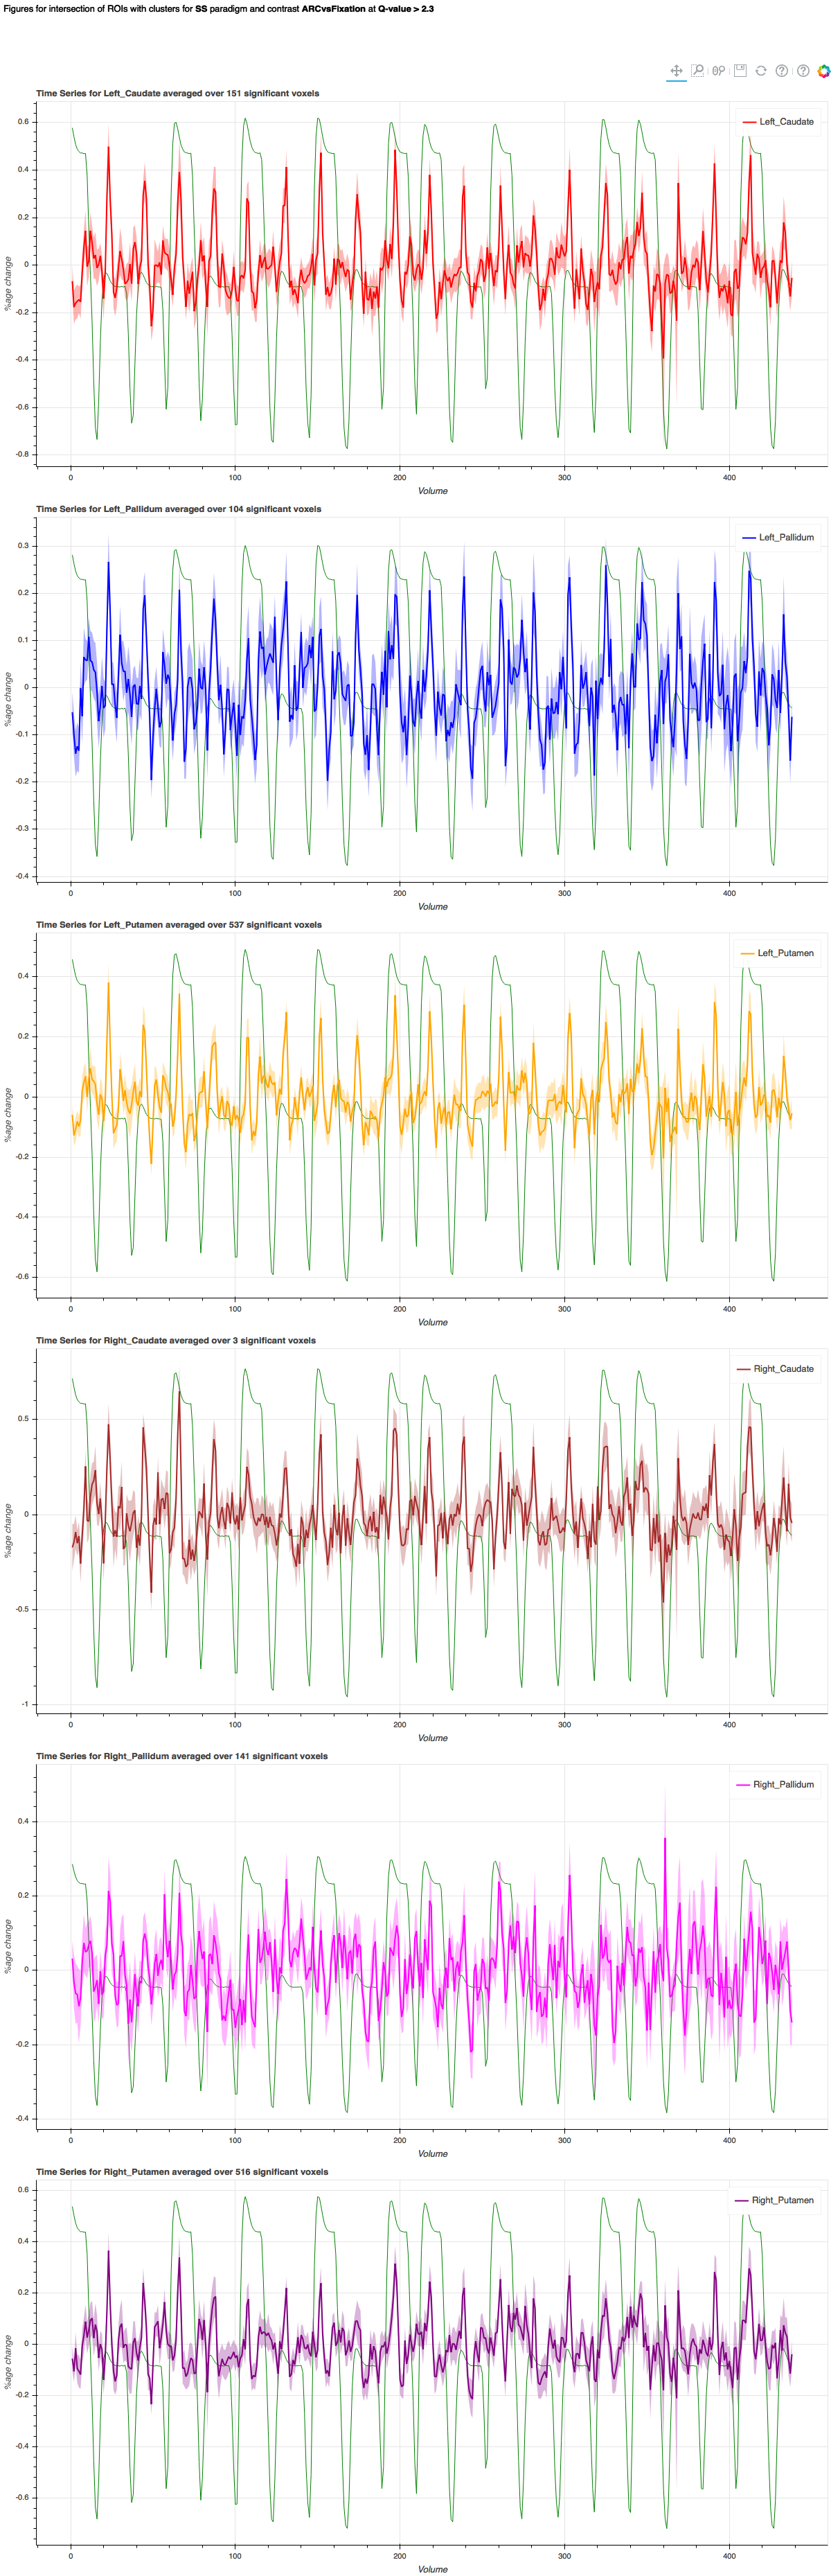 Figures for intersection of ROIs with clusters for SS paradigm and contrast ARCvsFixation at Q-value > 2.3
Time Series for Left_Caudate averaged over 151 significant voxels
Left_Caudate
0.6
0.4
0.2
0
-0.2
-0.4
-0.6
-0.8
%age change
0 100 200 300 400
Volume
Time Series for Left_Pallidum averaged over 104 significant voxels
Left_Pallidum
0.3
0.2
0.1
0
-0.1
-0.2
-0.3
-0.4
%age change
0 100 200 300 400
Volume
Time Series for Left_Putamen averaged over 537 significant voxels
Left_Putamen
0.4
0.2
0
-0.2
-0.4
-0.6
%age change
0 100 200 300 400
Volume
Time Series for Right_Caudate averaged over 3 significant voxels
Right_Caudate
0.5
0
-0.5
-1
%age change
0 100 200 300 400
Volume
Time Series for Right_Pallidum averaged over 141 significant voxels
Right_Pallidum
0.4
0.2
0
-0.2
-0.4
%age change
0 100 200 300 400
Volume
Time Series for Right_Putamen averaged over 516 significant voxels
Right_Putamen
0.6
0.4
0.2
0
-0.2
-0.4
-0.6
%age change
0 100 200 300 400
Volume